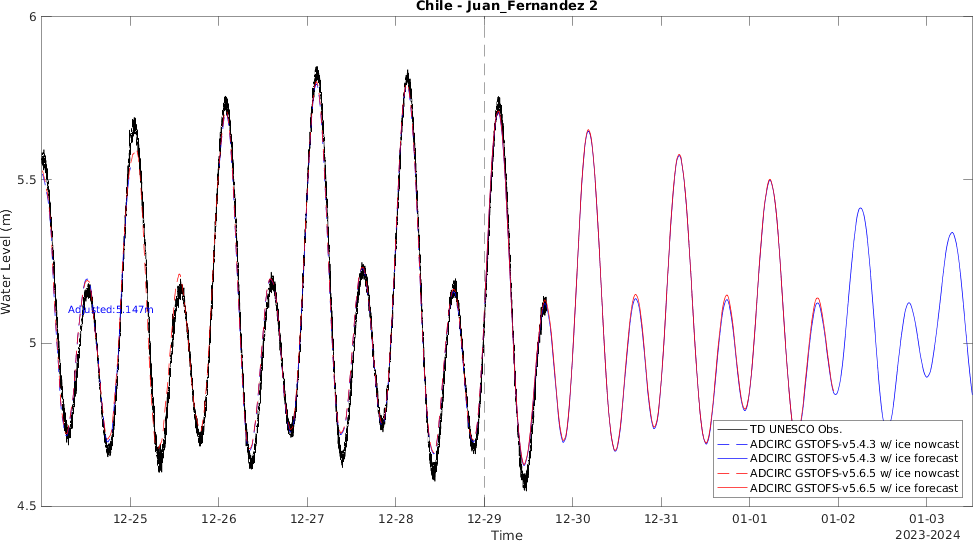 Chile - Juan_Fernandez 2
6
5.5
5
4.5
Water Level (m)
Adjusted:5.147m
12-25 12-26 12-27 12-28 12-29 12-30 12-31 01-01 01-02 01-03
Time
2023-2024
TD UNESCO Obs.
ADCIRC GSTOFS-v5.4.3 w/ ice nowcast
ADCIRC GSTOFS-v5.4.3 w/ ice forecast
ADCIRC GSTOFS-v5.6.5 w/ ice nowcast
ADCIRC GSTOFS-v5.6.5 w/ ice forecast